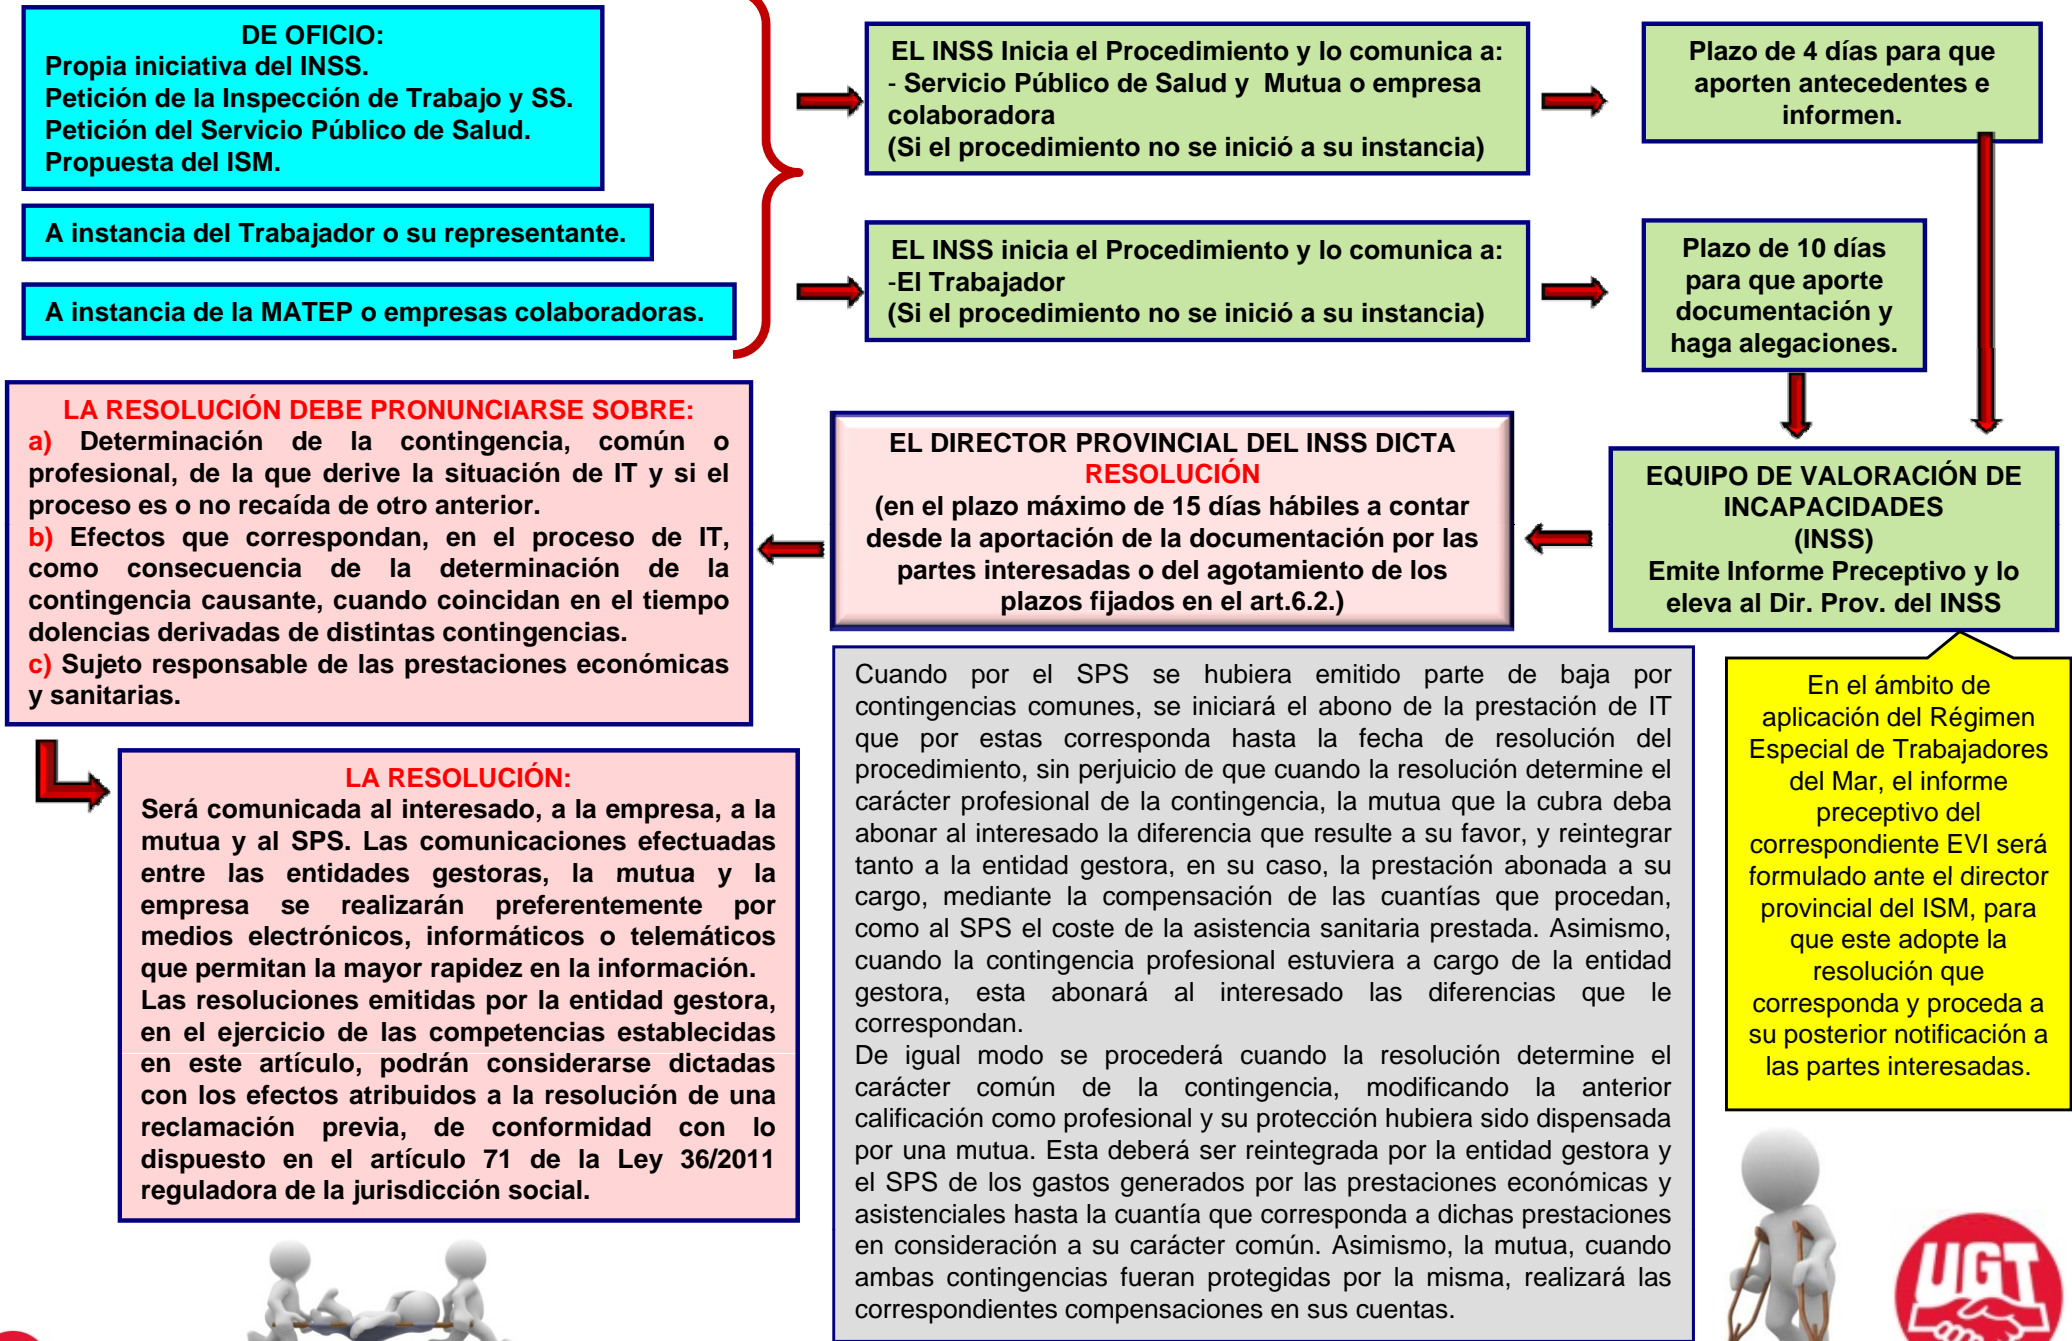 DE OFICIO:
Propia iniciativa del INSS.
Petición de la Inspección de Trabajo y SS.
Petición del Servicio Público de Salud.
Propuesta del ISM.
A instancia del Trabajador o su representante.
A instancia de la MATEP o empresas colaboradoras.
EL INSS Inicia el Procedimiento y lo comunica a:
- Servicio Público de Salud y Mutua o empresa
colaboradora
(Si el procedimiento no se inició a su instancia)
Plazo de 4 días para que
aporten antecedentes e
informen.
EL INSS inicia el Procedimiento y lo comunica a:
-El Trabajador
(Si el procedimiento no se inició a su instancia)
Plazo de 10 días
para que aporte
documentación y
haga alegaciones.
EQUIPO DE VALORACIÓN DE
INCAPACIDADES
(INSS)
Emite Informe Preceptivo y lo
eleva al Dir. Prov. del INSS
En el ámbito de
aplicación del Régimen
Especial de Trabajadores
del Mar, el informe
preceptivo del
correspondiente EVI será
formulado ante el director
provincial del ISM, para
que este adopte la
resolución que
corresponda y proceda a
su posterior notificación a
las partes interesadas.
EL DIRECTOR PROVINCIAL DEL INSS DICTA
RESOLUCIÓN
(en el plazo máximo de 15 días hábiles a contar
desde la aportación de la documentación por las
partes interesadas o del agotamiento de los
plazos fijados en el art.6.2.)
LA RESOLUCIÓN DEBE PRONUNCIARSE SOBRE:
a) Determinación de la contingencia, común o
profesional, de la que derive la situación de IT y si el
proceso es o no recaída de otro anterior.
b) Efectos que correspondan, en el proceso de IT,
como consecuencia de la determinación de la
contingencia causante, cuando coincidan en el tiempo
dolencias derivadas de distintas contingencias.
c) Sujeto responsable de las prestaciones económicas
y sanitarias.
LA RESOLUCIÓN:
Será comunicada al interesado, a la empresa, a la
mutua y al SPS. Las comunicaciones efectuadas
entre las entidades gestoras, la mutua y la
empresa se realizarán preferentemente por
medios electrónicos, informáticos o telemáticos
que permitan la mayor rapidez en la información.
Las resoluciones emitidas por la entidad gestora,
en el ejercicio de las competencias establecidas
en este artículo, podrán considerarse dictadas
con los efectos atribuidos a la resolución de una
reclamación previa, de conformidad con lo
dispuesto en el artículo 71 de la Ley 36/2011
reguladora de la jurisdicción social.
Cuando por el SPS se hubiera emitido parte de baja por
contingencias comunes, se iniciará el abono de la prestación de IT
que por estas corresponda hasta la fecha de resolución del
procedimiento, sin perjuicio de que cuando la resolución determine el
carácter profesional de la contingencia, la mutua que la cubra deba
abonar al interesado la diferencia que resulte a su favor, y reintegrar
tanto a la entidad gestora, en su caso, la prestación abonada a su
cargo, mediante la compensación de las cuantías que procedan,
como al SPS el coste de la asistencia sanitaria prestada. Asimismo,
cuando la contingencia profesional estuviera a cargo de la entidad
gestora, esta abonará al interesado las diferencias que le
correspondan.
De igual modo se procederá cuando la resolución determine el
carácter común de la contingencia, modificando la anterior
calificación como profesional y su protección hubiera sido dispensada
por una mutua. Esta deberá ser reintegrada por la entidad gestora y
el SPS de los gastos generados por las prestaciones económicas y
asistenciales hasta la cuantía que corresponda a dichas prestaciones
en consideración a su carácter común. Asimismo, la mutua, cuando
ambas contingencias fueran protegidas por la misma, realizará las
correspondientes compensaciones en sus cuentas.
UGT